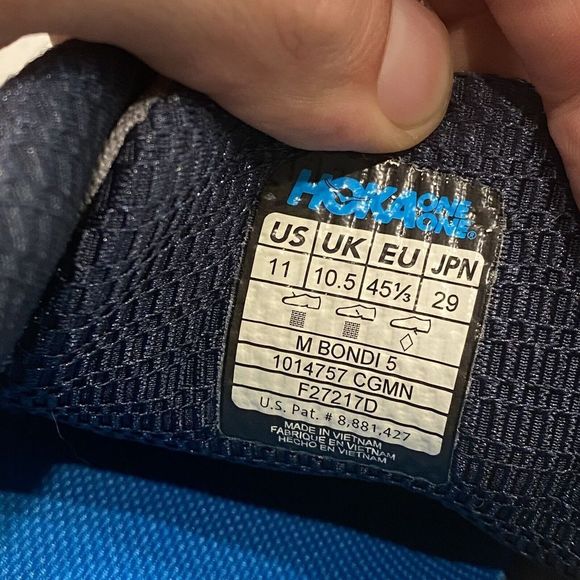 HOKA ONE ONE®
US UK EU JPN
11 10.5 45⅓ 29
M BONDI 5
1014757 CGMN
F27217D
U.S. Pat. # 8,881,427
MADE IN VIETNAM
FABRIQUE EN VIETNAM
HECHO EN VIETNAM